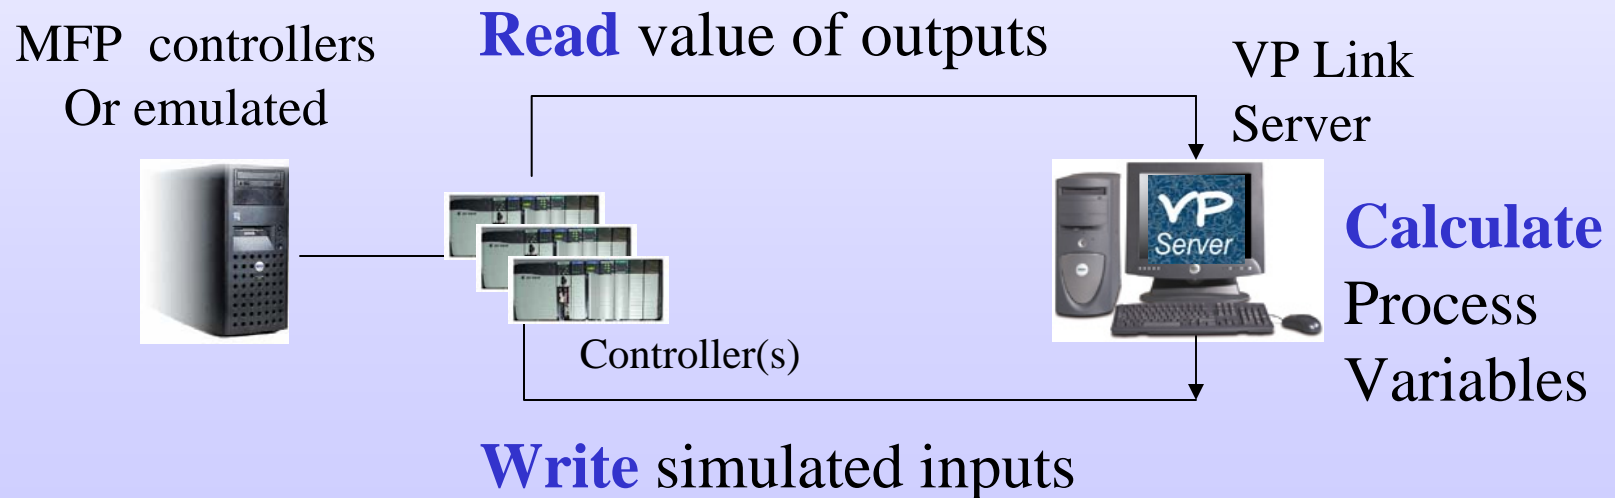 MFP controllers
Or emulated
Read value of outputs
VP Link
Server
VP
Server
Calculate
Process
Variables
Controller(s)
Write simulated inputs